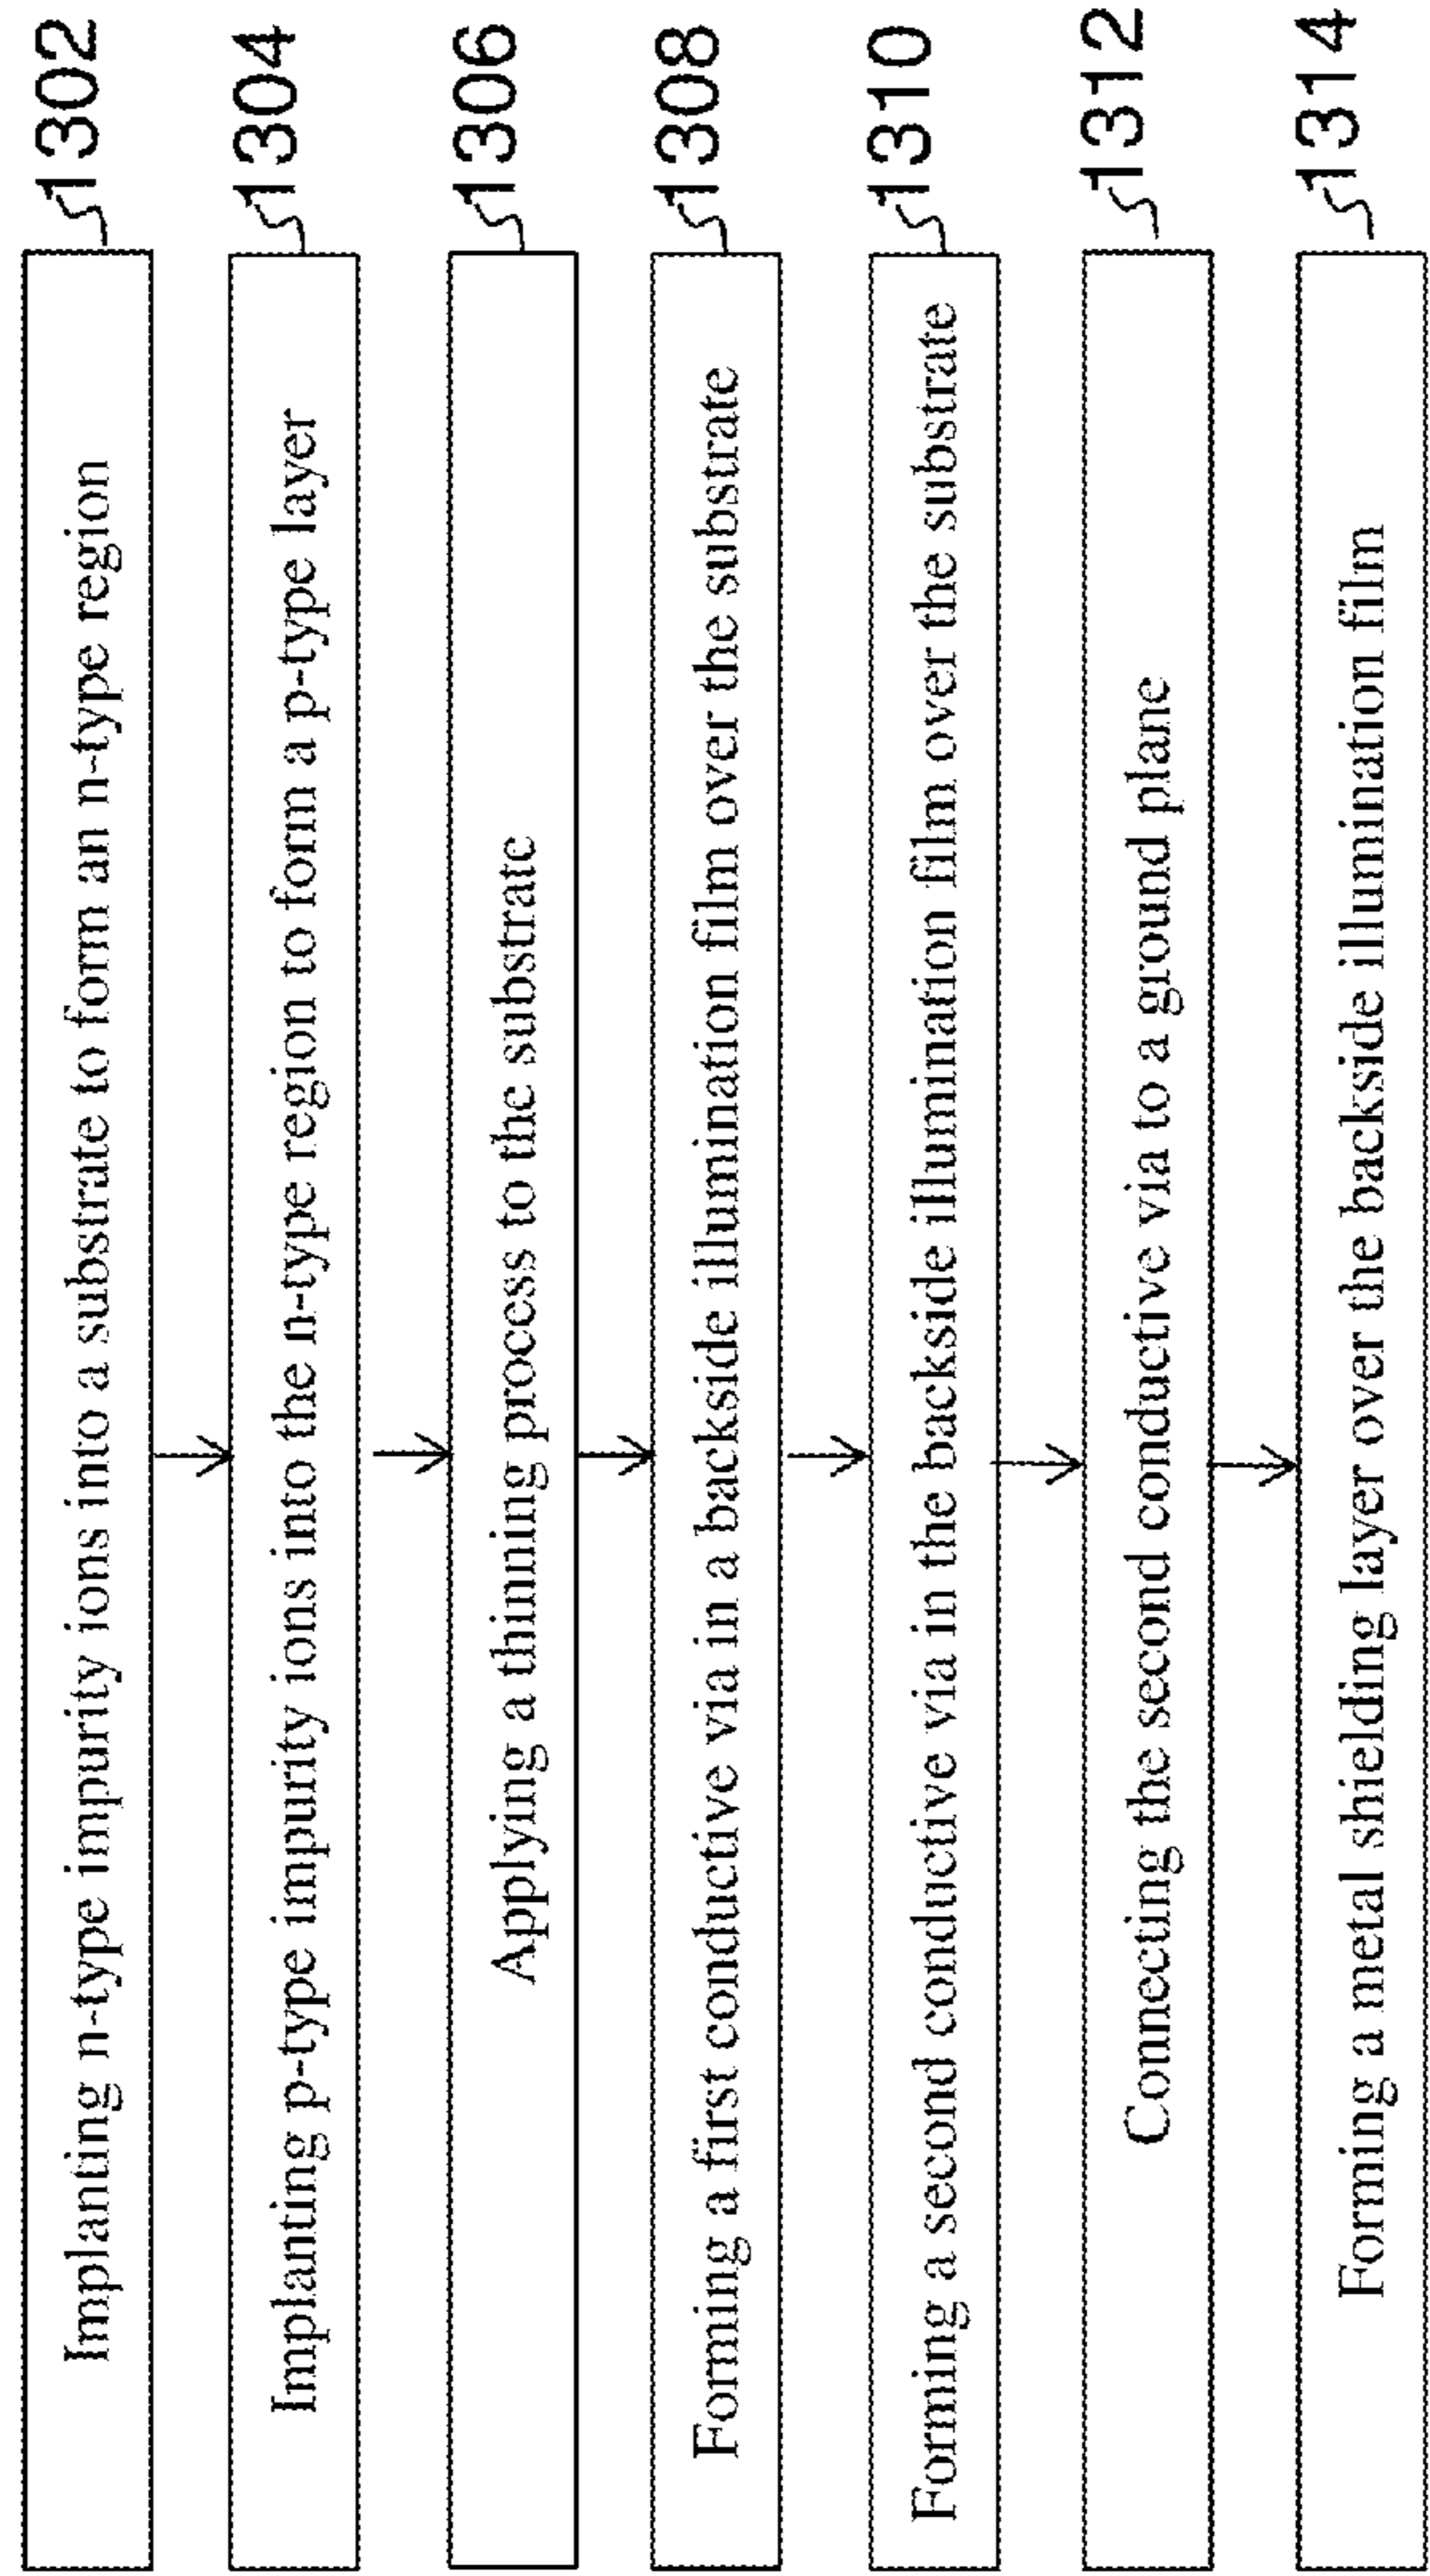 Implanting n-type impurity ions into a substrate to form an n-type region
1302
Implanting p-type impurity ions into the n-type region to form a p-type layer
1304
Applying a thinning process to the substrate
1306
Forming a first conductive via in a backside illumination film over the substrate
1308
Forming a second conductive via in the backside illumination film over the substrate
1310
Connecting the second conductive via to a ground plane
1312
Forming a metal shielding layer over the backside illumination film
1314